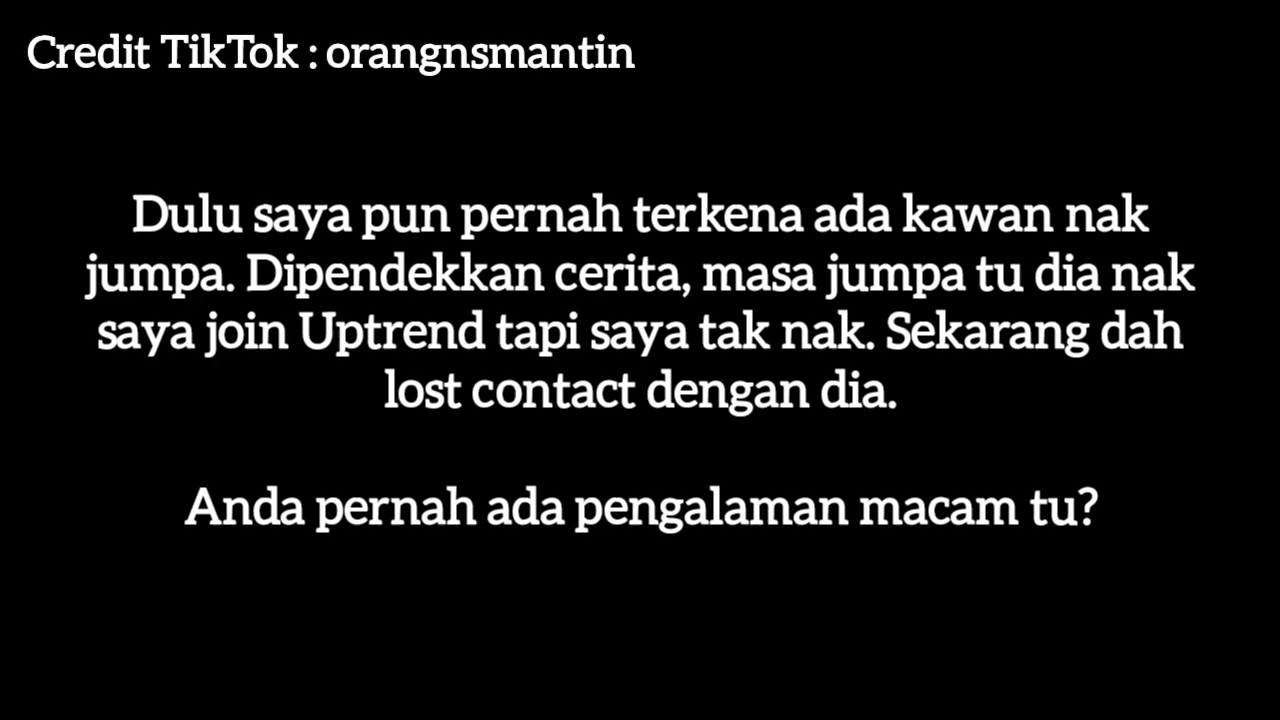 Credit TikTok : orangnsmantin
Dulu saya pun pernah terkena ada kawan nak
jumpa. Dipendekkan cerita, masa jumpa tu dia nak
saya join Uptrend tapi saya tak nak. Sekarang dah
lost contact dengan dia.
Anda pernah ada pengalaman macam tu?